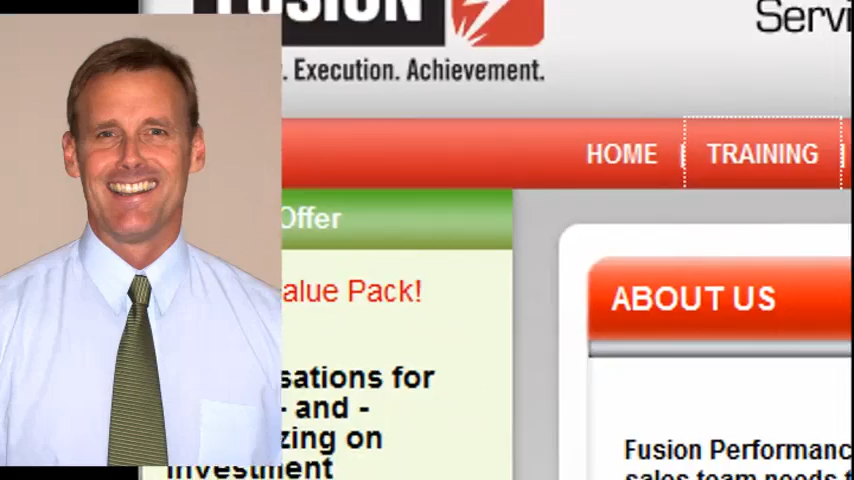 FUSION
Servi
. Execution. Achievement.
HOME
TRAINING
Offer
alue Pack!
ABOUT US
sations for
- and -
zing on
investment
Fusion Performanc
sales team needs t